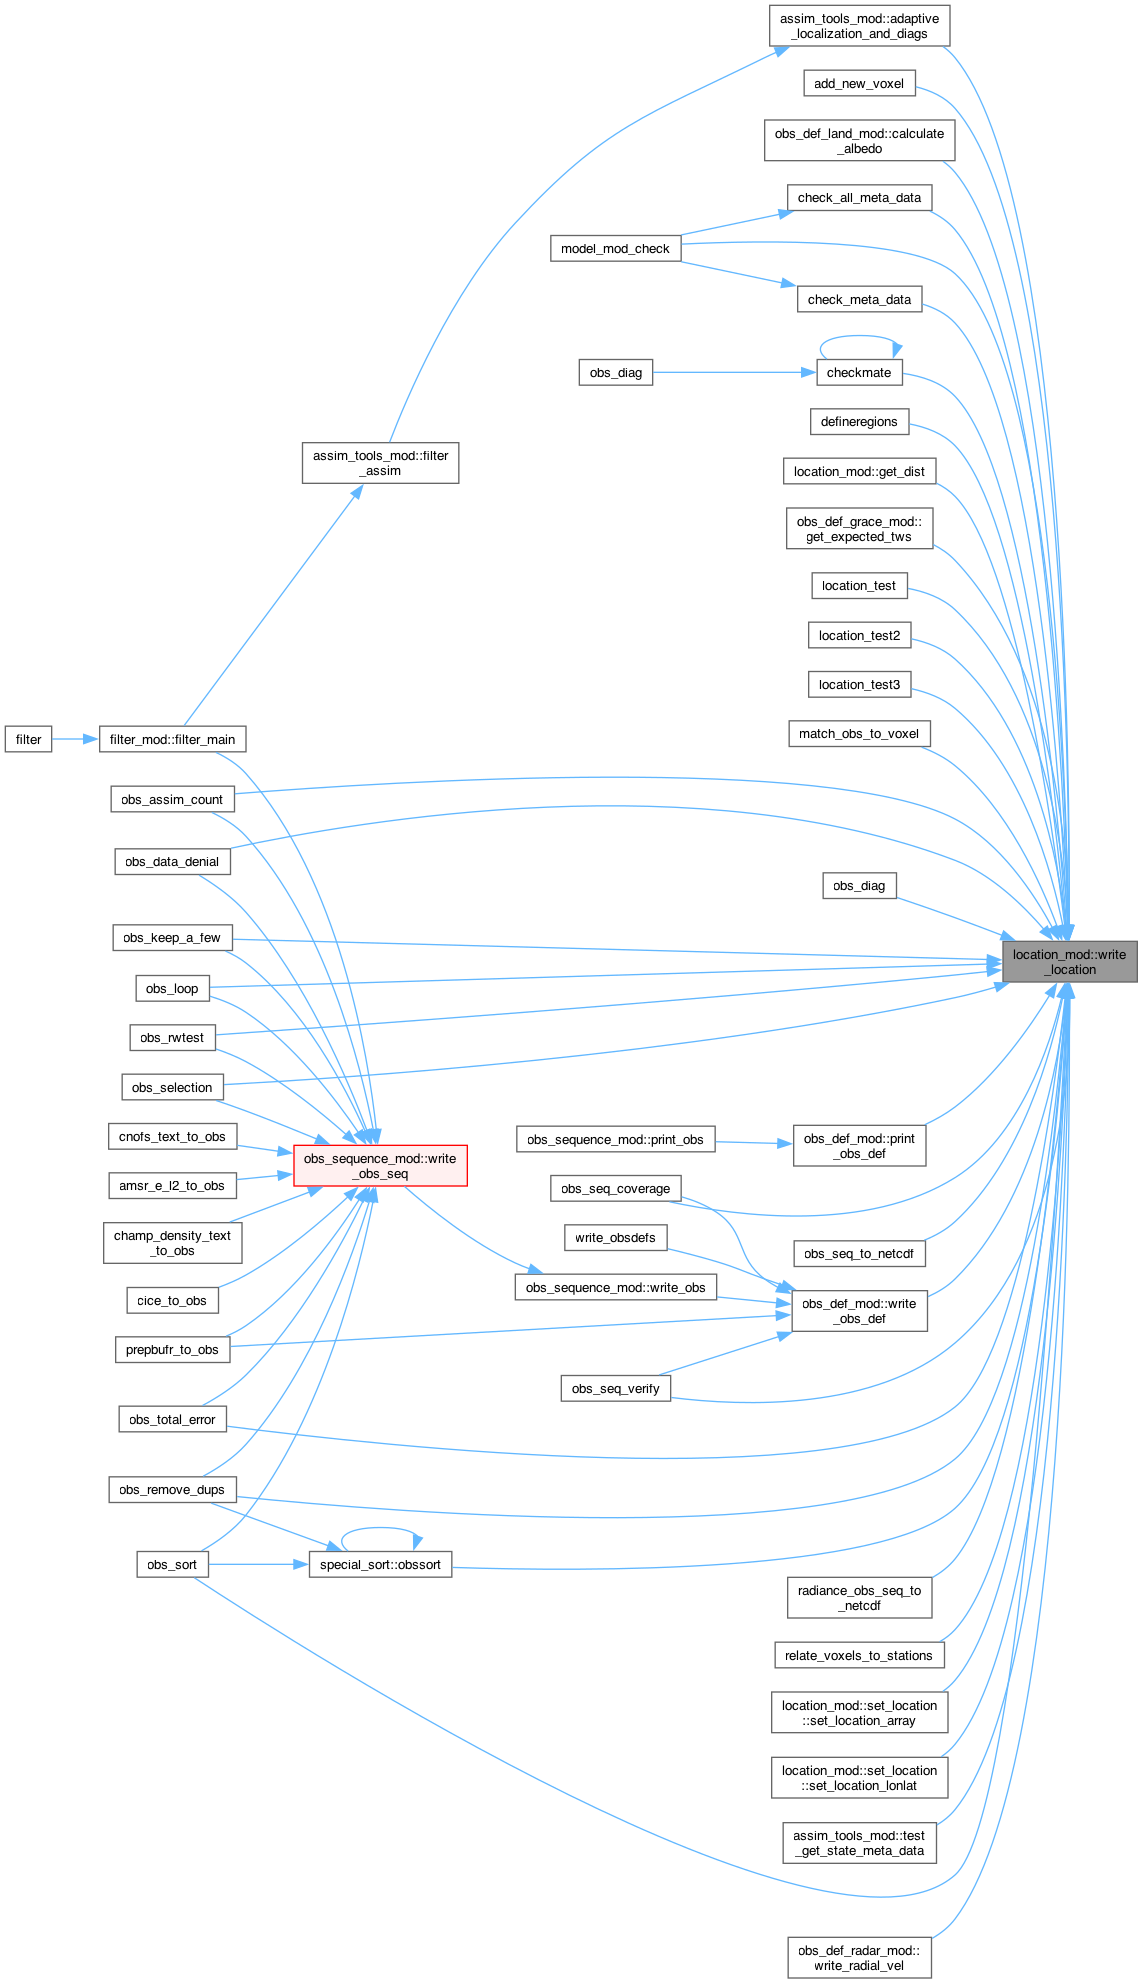 assim_tools_mod::adaptive
_localization_and_diags
add_new_voxel
obs_def_land_mod::calculate
_albedo
check_all_meta_data
model_mod_check
check_meta_data
checkmate
obs_diag
defineregions
assim_tools_mod::filter
_assim
location_mod::get_dist
obs_def_grace_mod::
get_expected_tws
location_test
location_test2
location_test3
filter
filter_mod::filter_main
match_obs_to_voxel
obs_assim_count
obs_data_denial
obs_diag
obs_keep_a_few
location_mod::write
_location
obs_loop
obs_rwtest
obs_selection
cnofs_text_to_obs
obs_sequence_mod::print_obs
obs_def_mod::print
_obs_def
obs_sequence_mod::write
_obs_seq
amsr_e_l2_to_obs
obs_seq_coverage
champ_density_text
_to_obs
write_obsdefs
obs_seq_to_netcdf
cice_to_obs
obs_sequence_mod::write_obs
obs_def_mod::write
_obs_def
prepbufr_to_obs
obs_seq_verify
obs_total_error
obs_remove_dups
obs_sort
special_sort::obssort
radiance_obs_seq_to
_netcdf
relate_voxels_to_stations
location_mod::set_location
::set_location_array
location_mod::set_location
::set_location_lonlat
assim_tools_mod::test
_get_state_meta_data
obs_def_radar_mod::
write_radial_vel